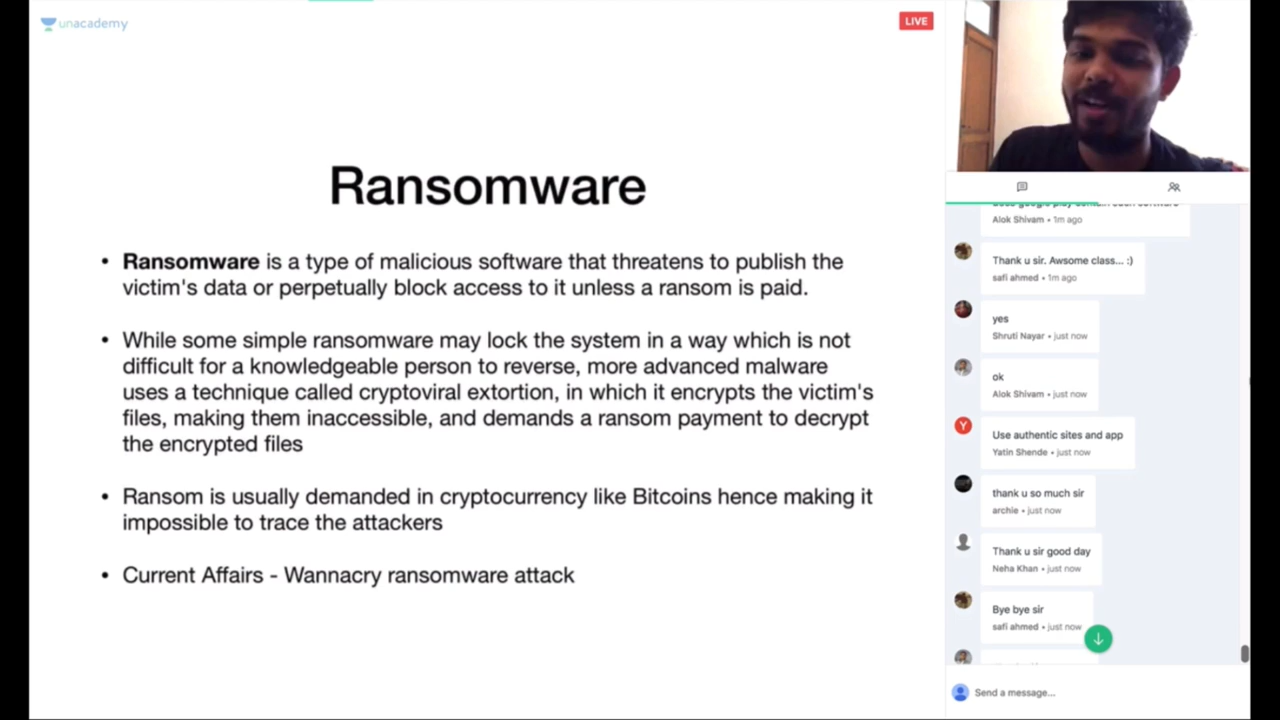 unacademy
LIVE
Ransomware
• Ransomware is a type of malicious software that threatens to publish the
victim's data or perpetually block access to it unless a ransom is paid.
• While some simple ransomware may lock the system in a way which is not
difficult for a knowledgeable person to reverse, more advanced malware
uses a technique called cryptoviral extortion, in which it encrypts the victim's
files, making them inaccessible, and demands a ransom payment to decrypt
the encrypted files
• Ransom is usually demanded in cryptocurrency like Bitcoins hence making it
impossible to trace the attackers
• Current Affairs - Wannacry ransomware attack
Alok Shivam • 1m ago
Thank u sir. Awsome class... :)
safi ahmed • 1m ago
yes
Shruti Nayar • just now
ok
Alok Shivam • just now
Y
Use authentic sites and app
Yatin Shende • just now
thank u so much sir
archie • just now
Thank u sir good day
Neha Khan • just now
Bye bye sir
safi ahmed • just now
Send a message...